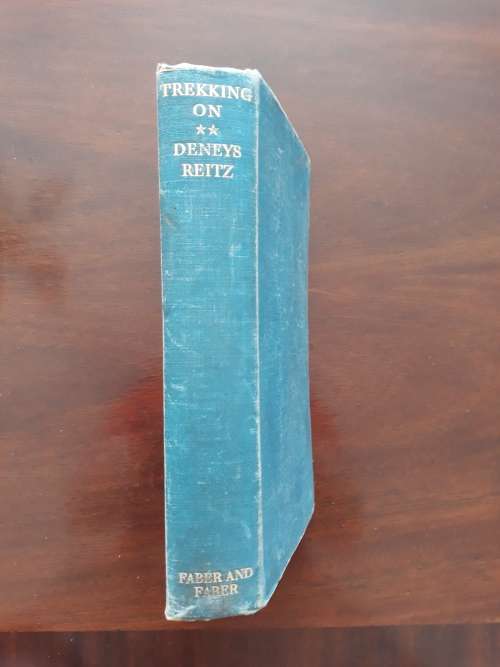 TREKKING
ON
★★
DENEYS
REITZ
FABER AND
FABER